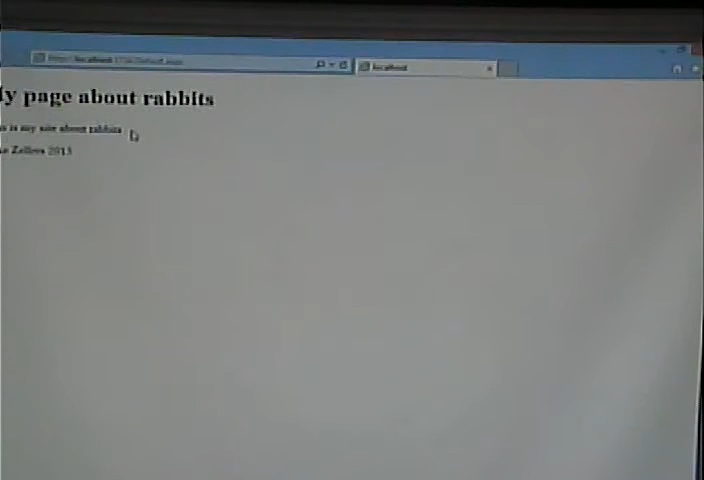 localhost
y page about rabbits
s is my site about rabbits
Zellers 2013